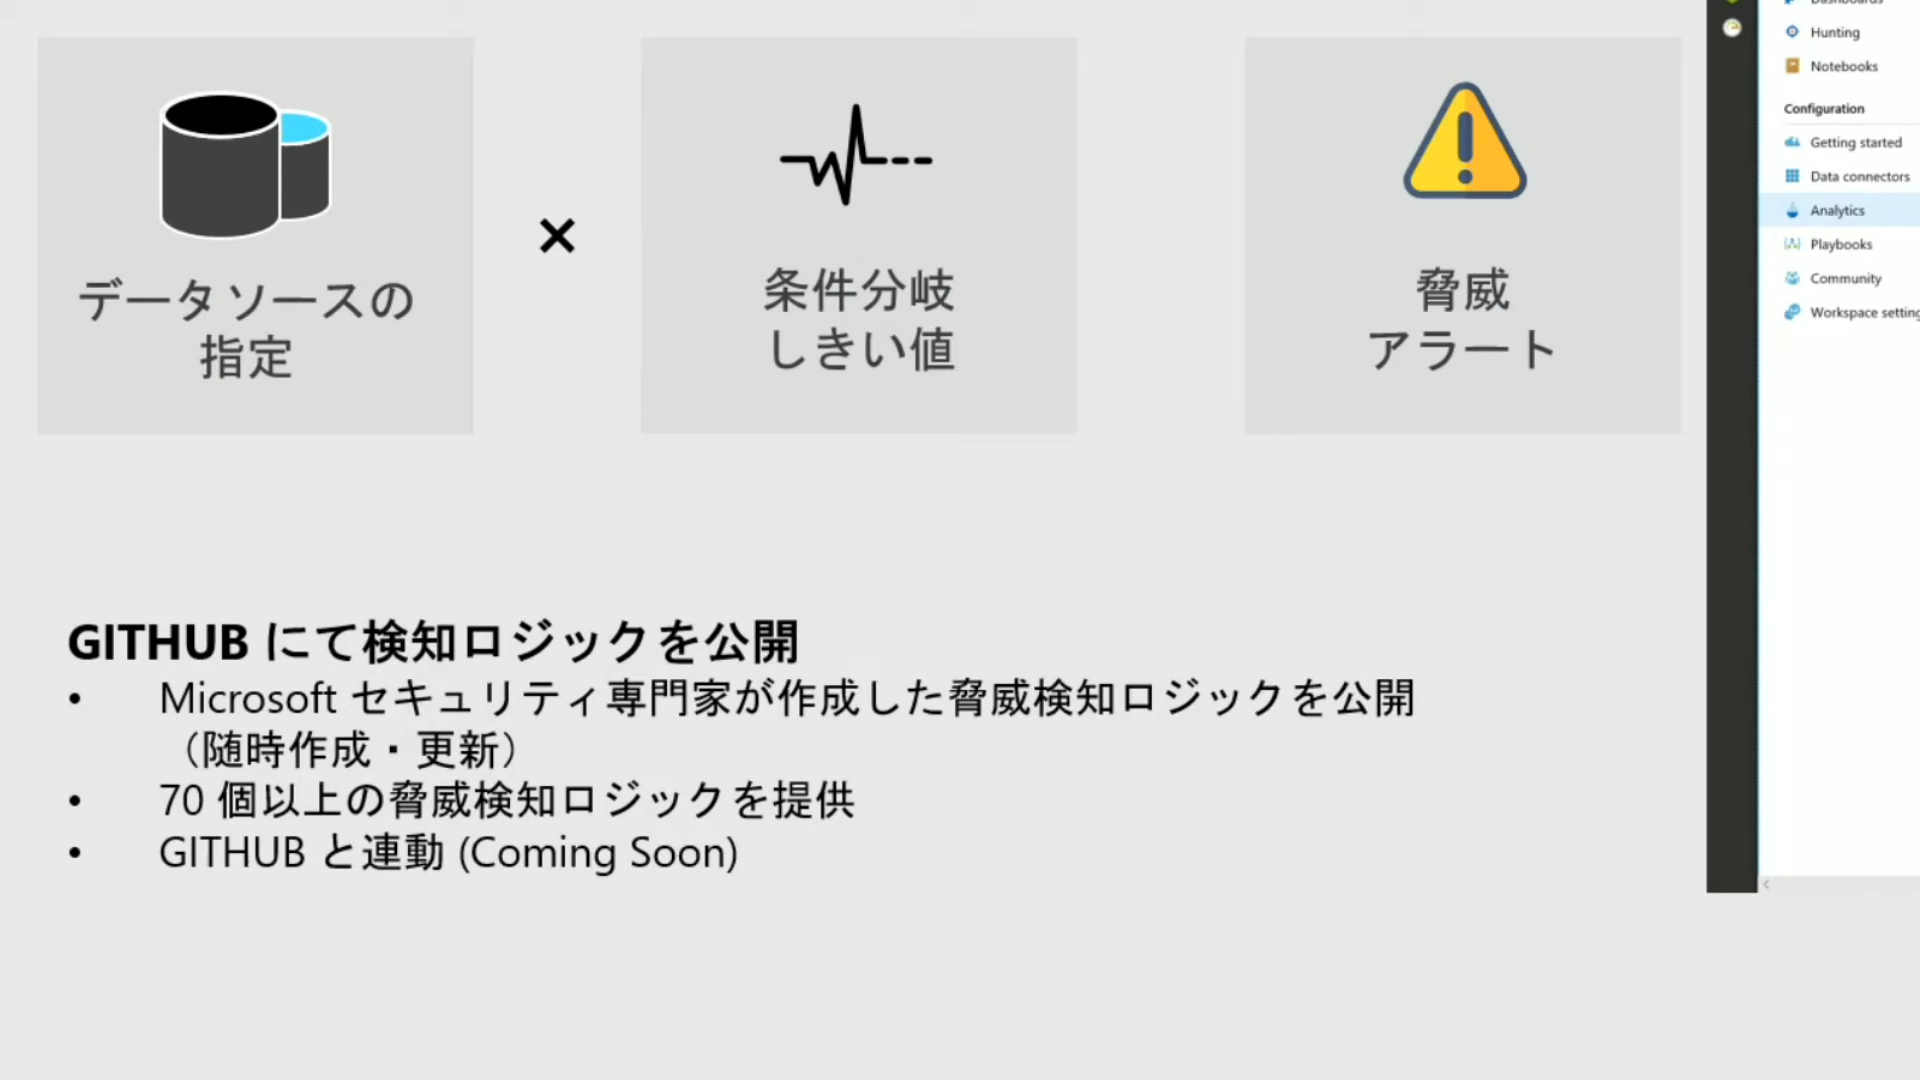 データソースの
指定
×
条件分岐
しきい値
脅威
アラート
GITHUB にて検知ロジックを公開
• Microsoft セキュリティ専門家が作成した脅威検知ロジックを公開
（随時作成・更新）
• 70 個以上の脅威検知ロジックを提供
• GITHUB と連動 (Coming Soon)
Dashboards
Hunting
Notebooks
Configuration
Getting started
Data connectors
Analytics
Playbooks
Community
Workspace setting